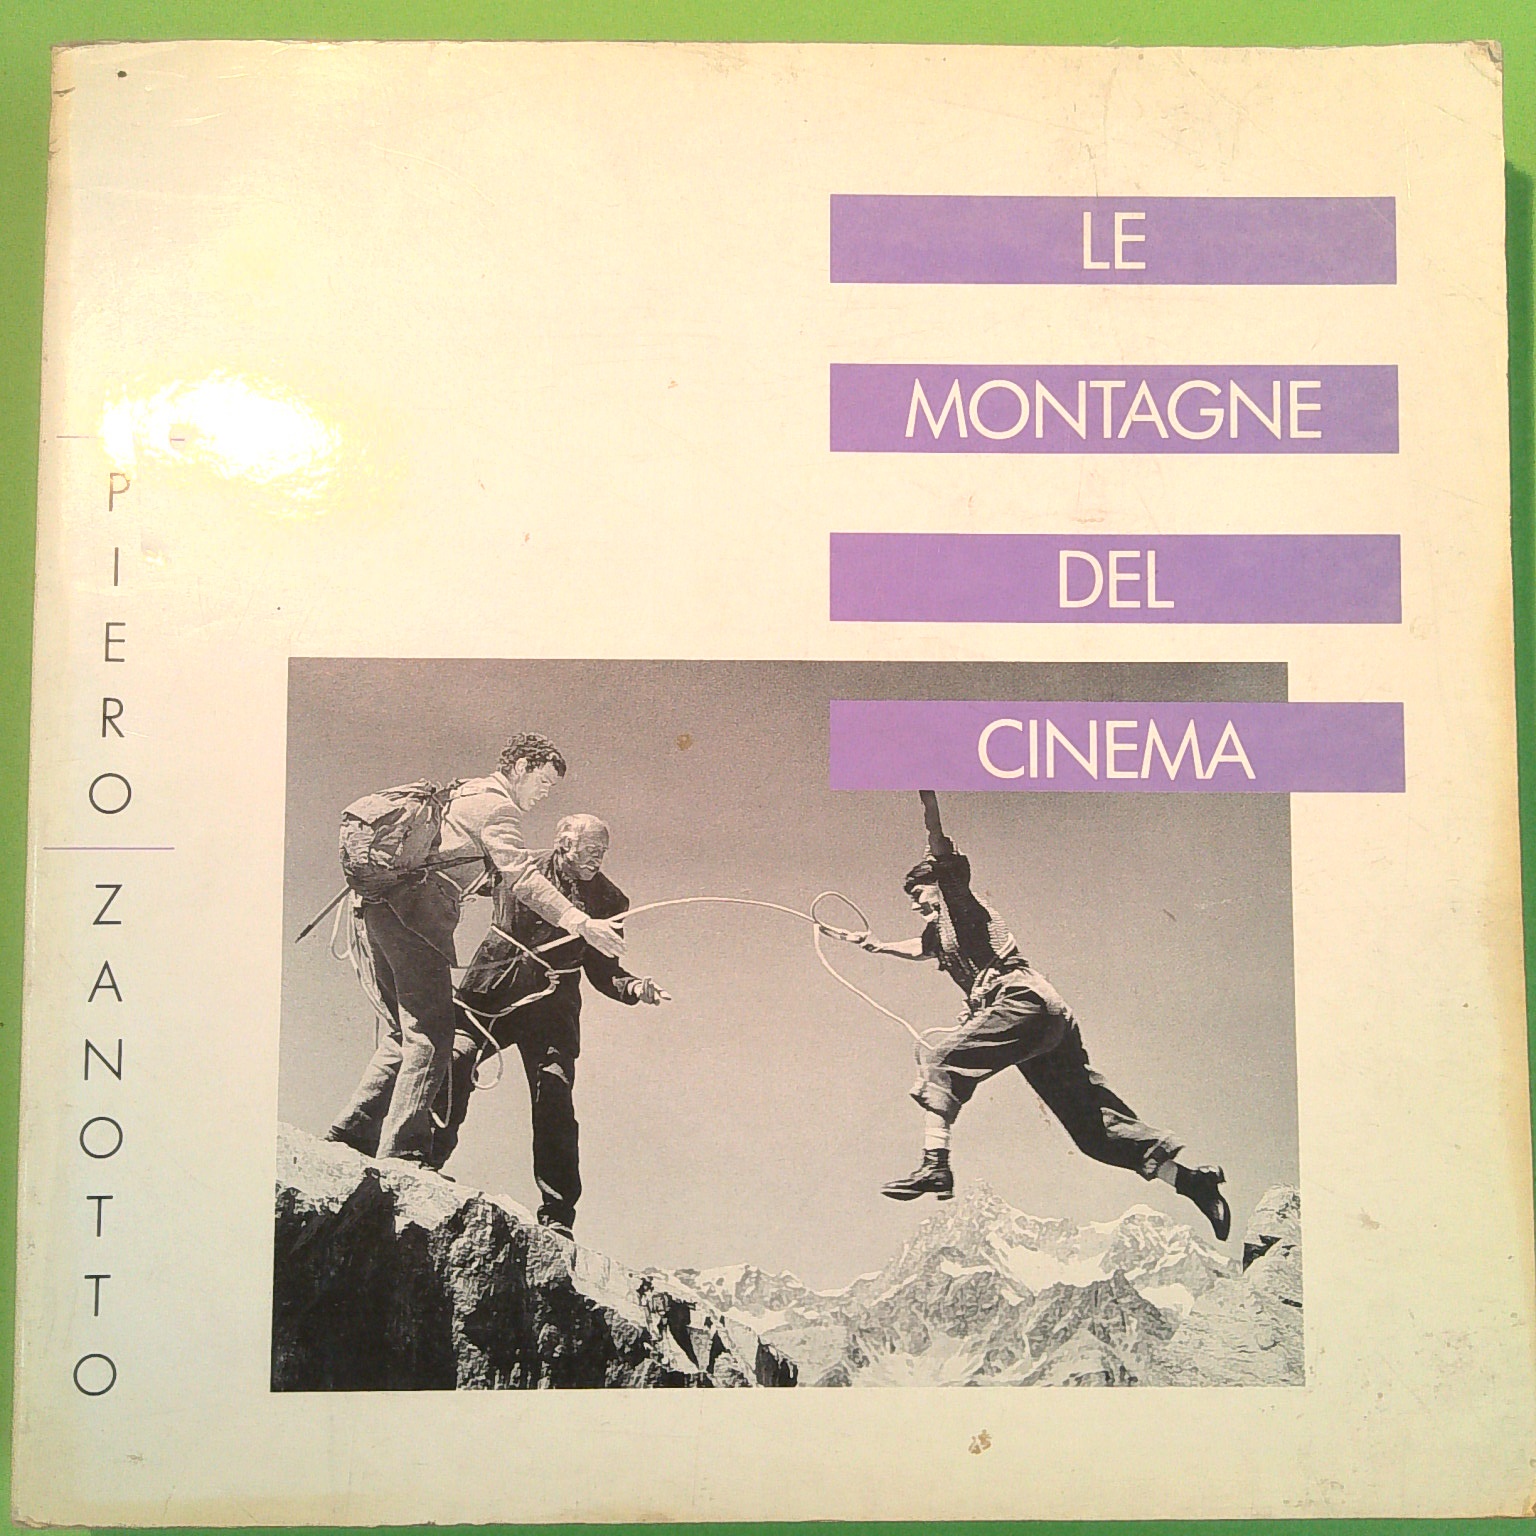 LE
MONTAGNE
DEL
CINEMA
PIERO ZANOTTO